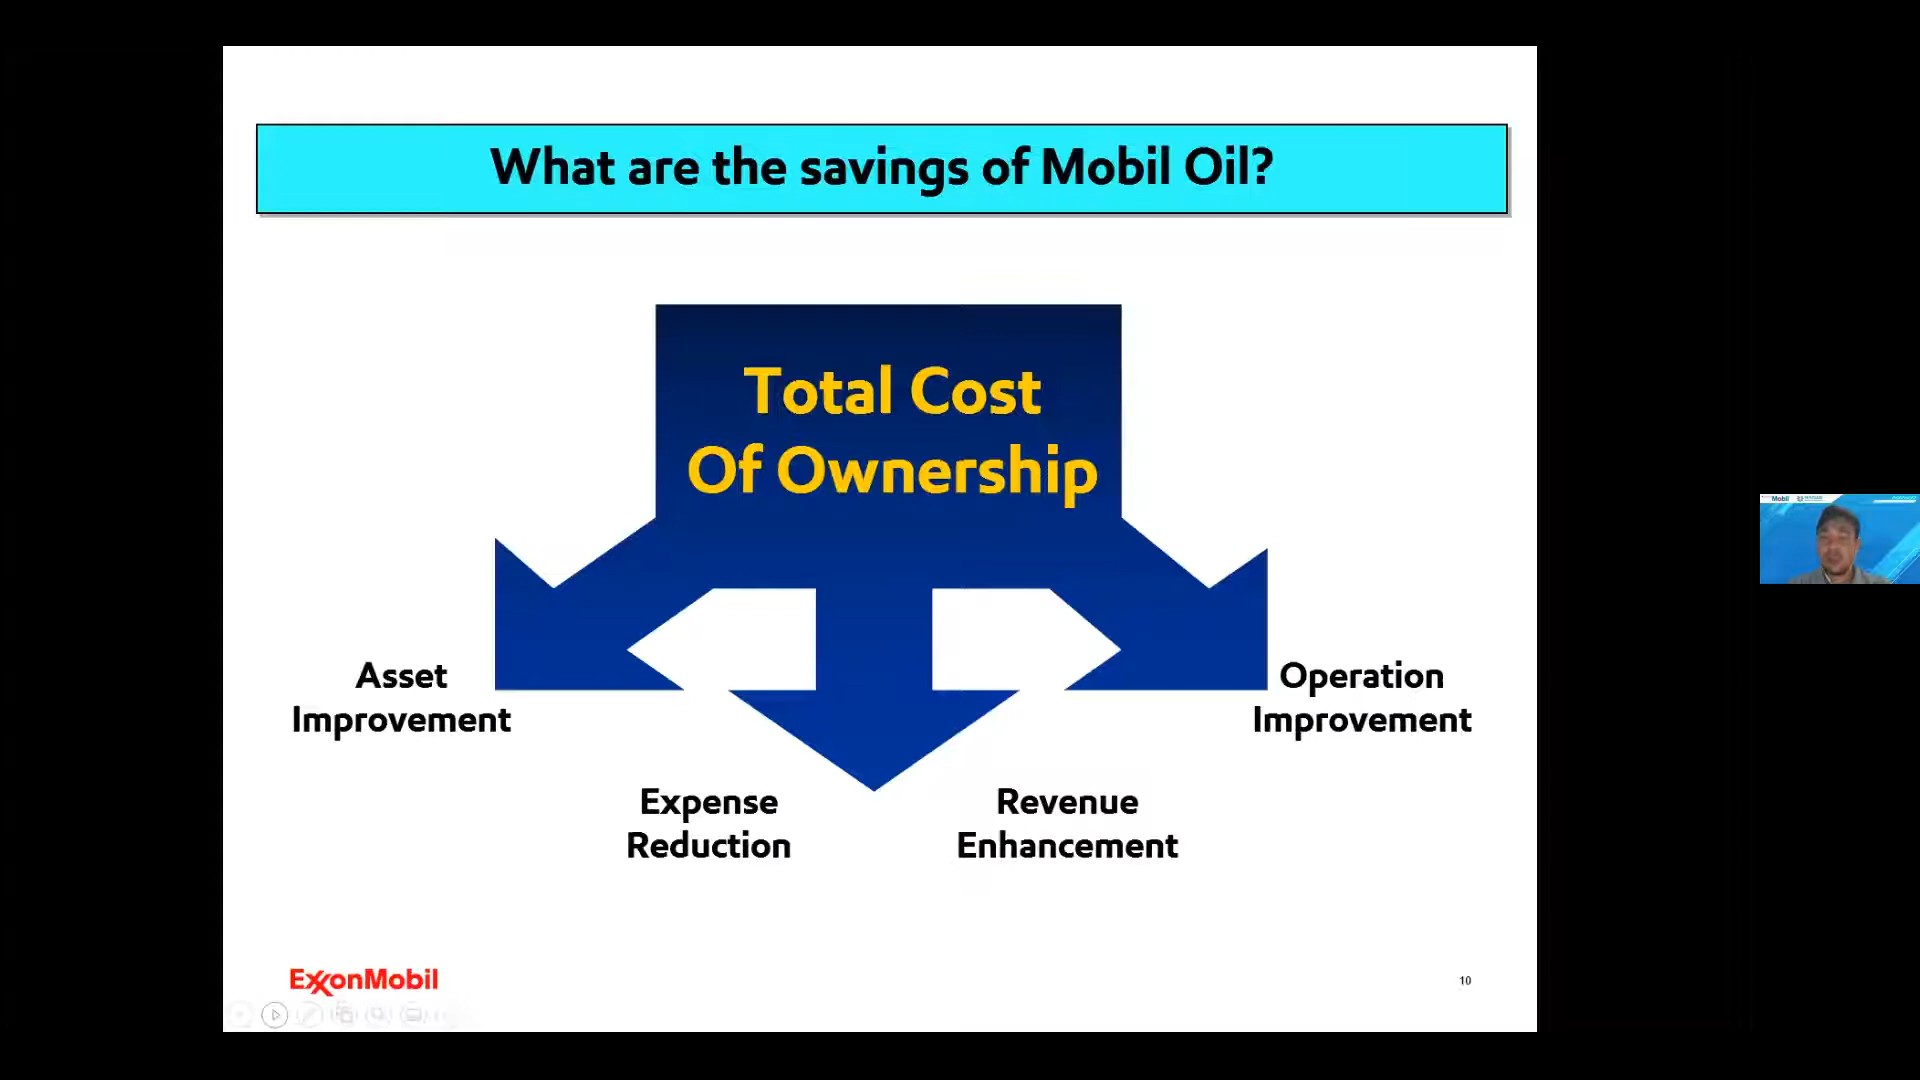 What are the savings of Mobil Oil?
Total Cost
Of Ownership
Asset
Improvement
Operation
Improvement
Expense
Reduction
Revenue
Enhancement
ExxonMobil
10
Mobil